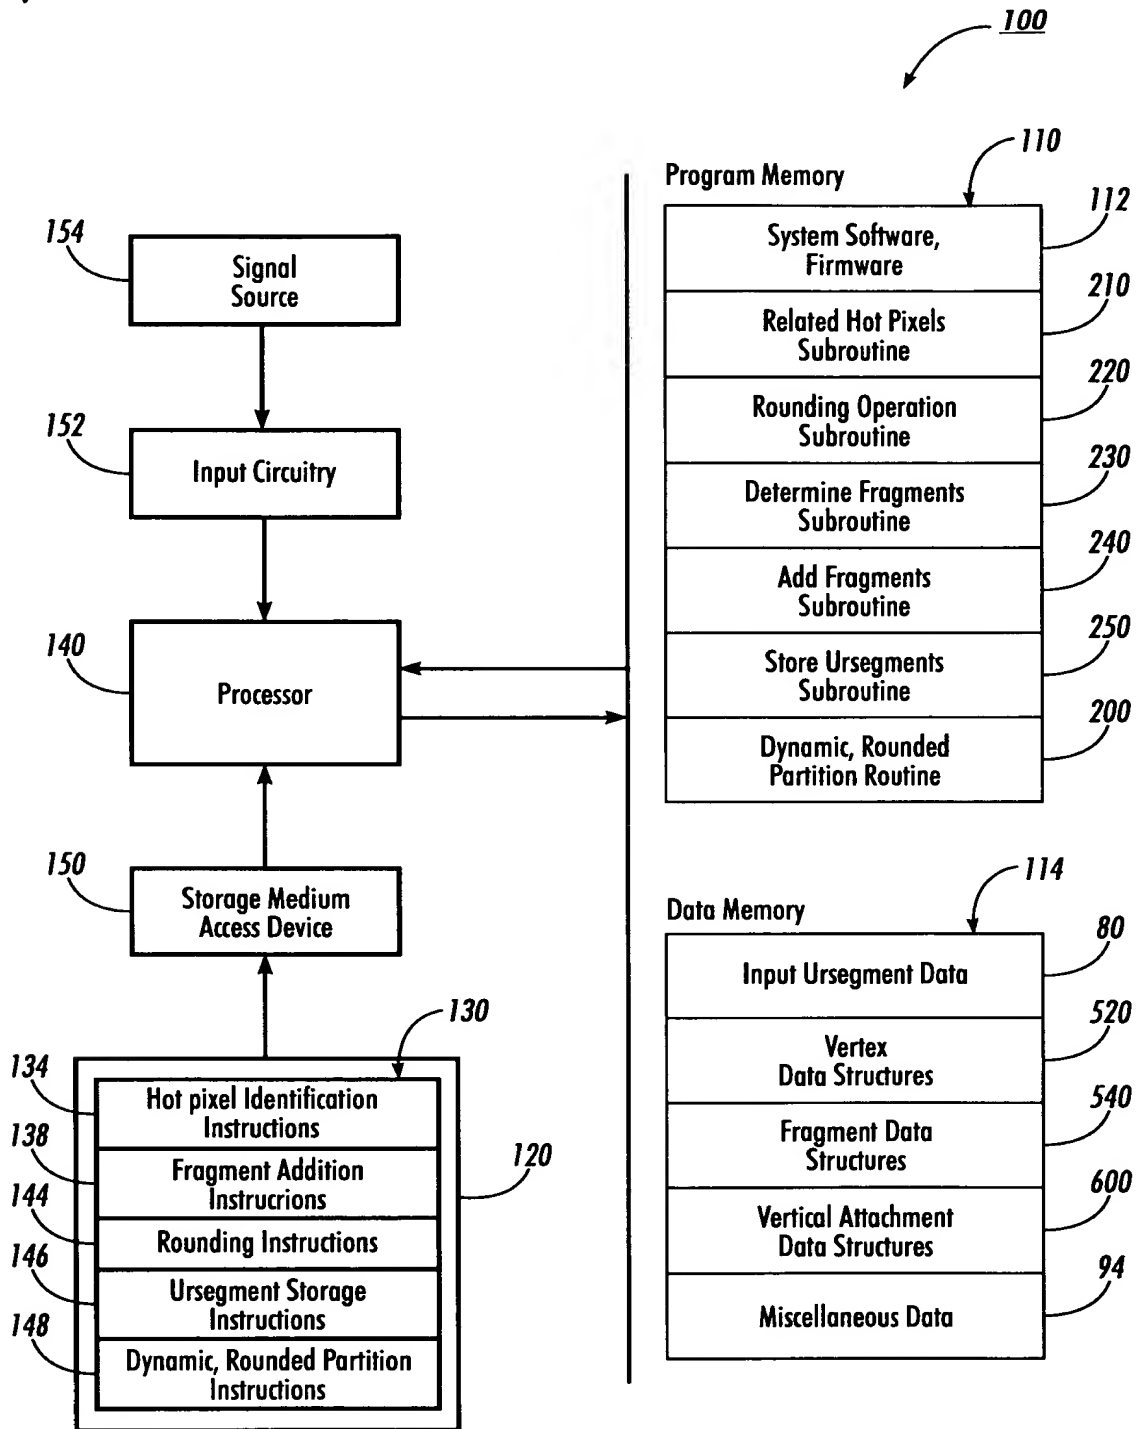 100
110
Program Memory
112
System Software,
Firmware
210
Related Hot Pixels
Subroutine
220
Rounding Operation
Subroutine
230
Determine Fragments
Subroutine
240
Add Fragments
Subroutine
250
Store Ursegments
Subroutine
200
Dynamic, Rounded
Partition Routine
154
Signal
Source
152
Input Circuitry
140
Processor
150
Storage Medium
Access Device
130
134
Hot pixel Identification
Instructions
138
Fragment Addition
Instrucrions
120
144
Rounding Instructions
146
Ursegment Storage
Instructions
148
Dynamic, Rounded Partition
Instructions
114
Data Memory
80
Input Ursegment Data
520
Vertex
Data Structures
540
Fragment Data
Structures
600
Vertical Attachment
Data Structures
94
Miscellaneous Data